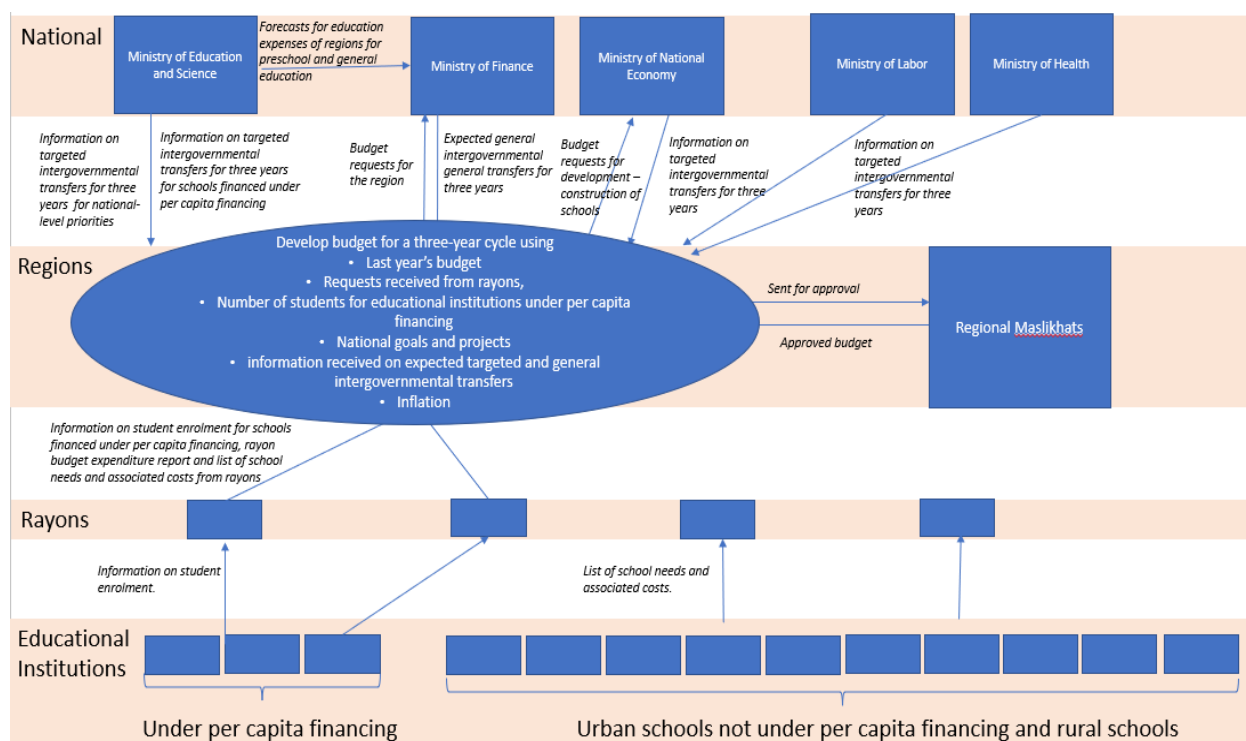 National
Ministry of Education
and Science
Forecasts for education
expenses of regions for
preschool and general
education
Ministry of Finance
Ministry of National
Economy
Ministry of Labor
Ministry of Health
Information on
targeted
intergovernmental
transfers for three
years for national-
level priorities
Information on targeted
intergovernmental
transfers for three years
for schools financed under
per capita financing
Budget
requests for
the region
Expected general
intergovernmental
general transfers for
three years
Budget
requests for
development –
construction of
schools
Information on
targeted
intergovernmental
transfers for three
years
Information on
targeted
intergovernmental
transfers for three
years
Regions
Develop budget for a three-year cycle using
• Last year's budget
• Requests received from rayons,
• Number of students for educational institutions under per capita
financing
• National goals and projects
• information received on expected targeted and general
intergovernmental transfers
• Inflation
Sent for approval
Approved budget
Regional Maslikhats
Information on student enrolment for schools
financed under per capita financing, rayon
budget expenditure report and list of school
needs and associated costs from rayons
Rayons
Information on student
enrolment.
List of school needs and
associated costs.
Educational
Institutions
Under per capita financing
Urban schools not under per capita financing and rural schools